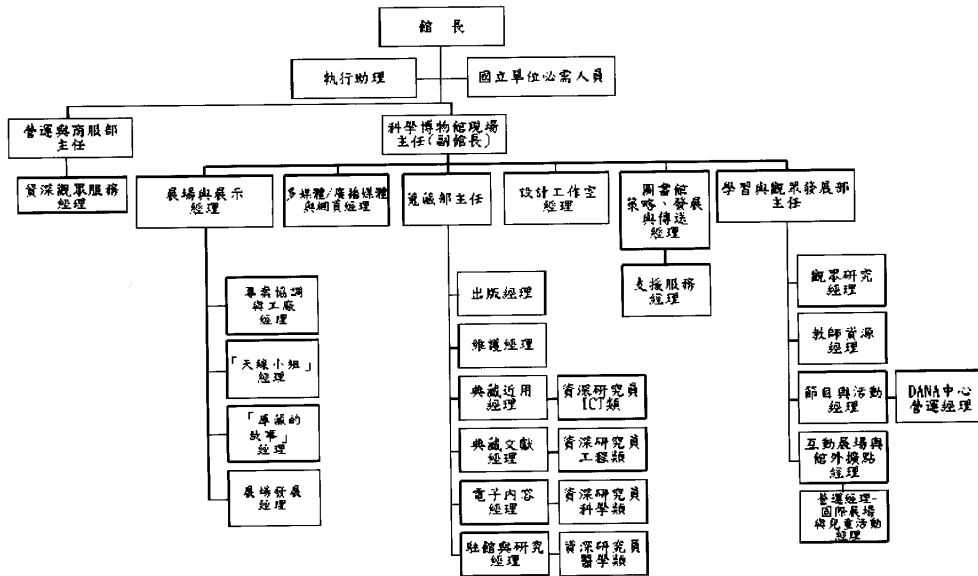 館 長
執行助理
國立單位必需人員
營運與商服部
主任
科學博物館現場
主任(副館長)
資深觀眾服務
經理
展場與展示
經理
多媒體/廣播媒體
與網頁經理
蒐藏部主任
設計工作室
經理
圖書館
策略、發展
與傳送
經理
學習與觀眾發展部
主任
專案協調
與工廠
經理
「天線小組」
經理
「庫藏的
故事」
經理
展場發展
經理
出版經理
維護經理
典藏近用
經理
資深研究員
ICT類
典藏文獻
經理
資深研究員
工程類
電子內容
經理
資深研究員
科學類
駐館與研究
經理
資深研究員
醫學類
支援服務
經理
觀眾研究
經理
教師資源
經理
節目與活動
經理
DANA中心
營運經理
互動展場與
館外擴點
經理
營運經理-
國際展場
與兒童活動
經理